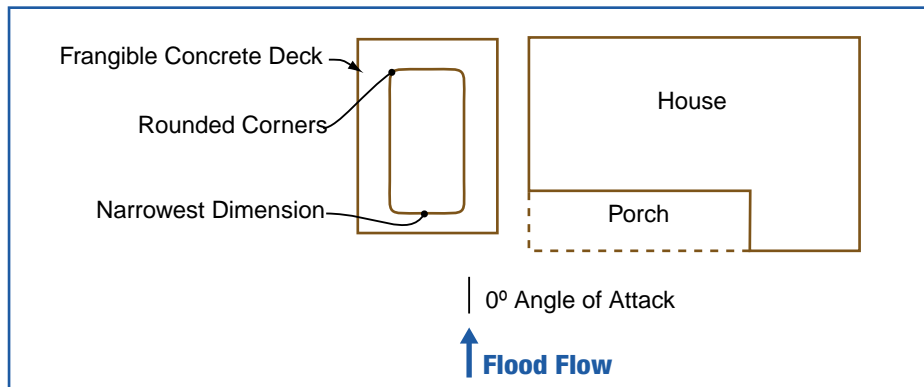 Frangible Concrete Deck
House
Rounded Corners
Narrowest Dimension
Porch
0º Angle of Attack
Flood Flow